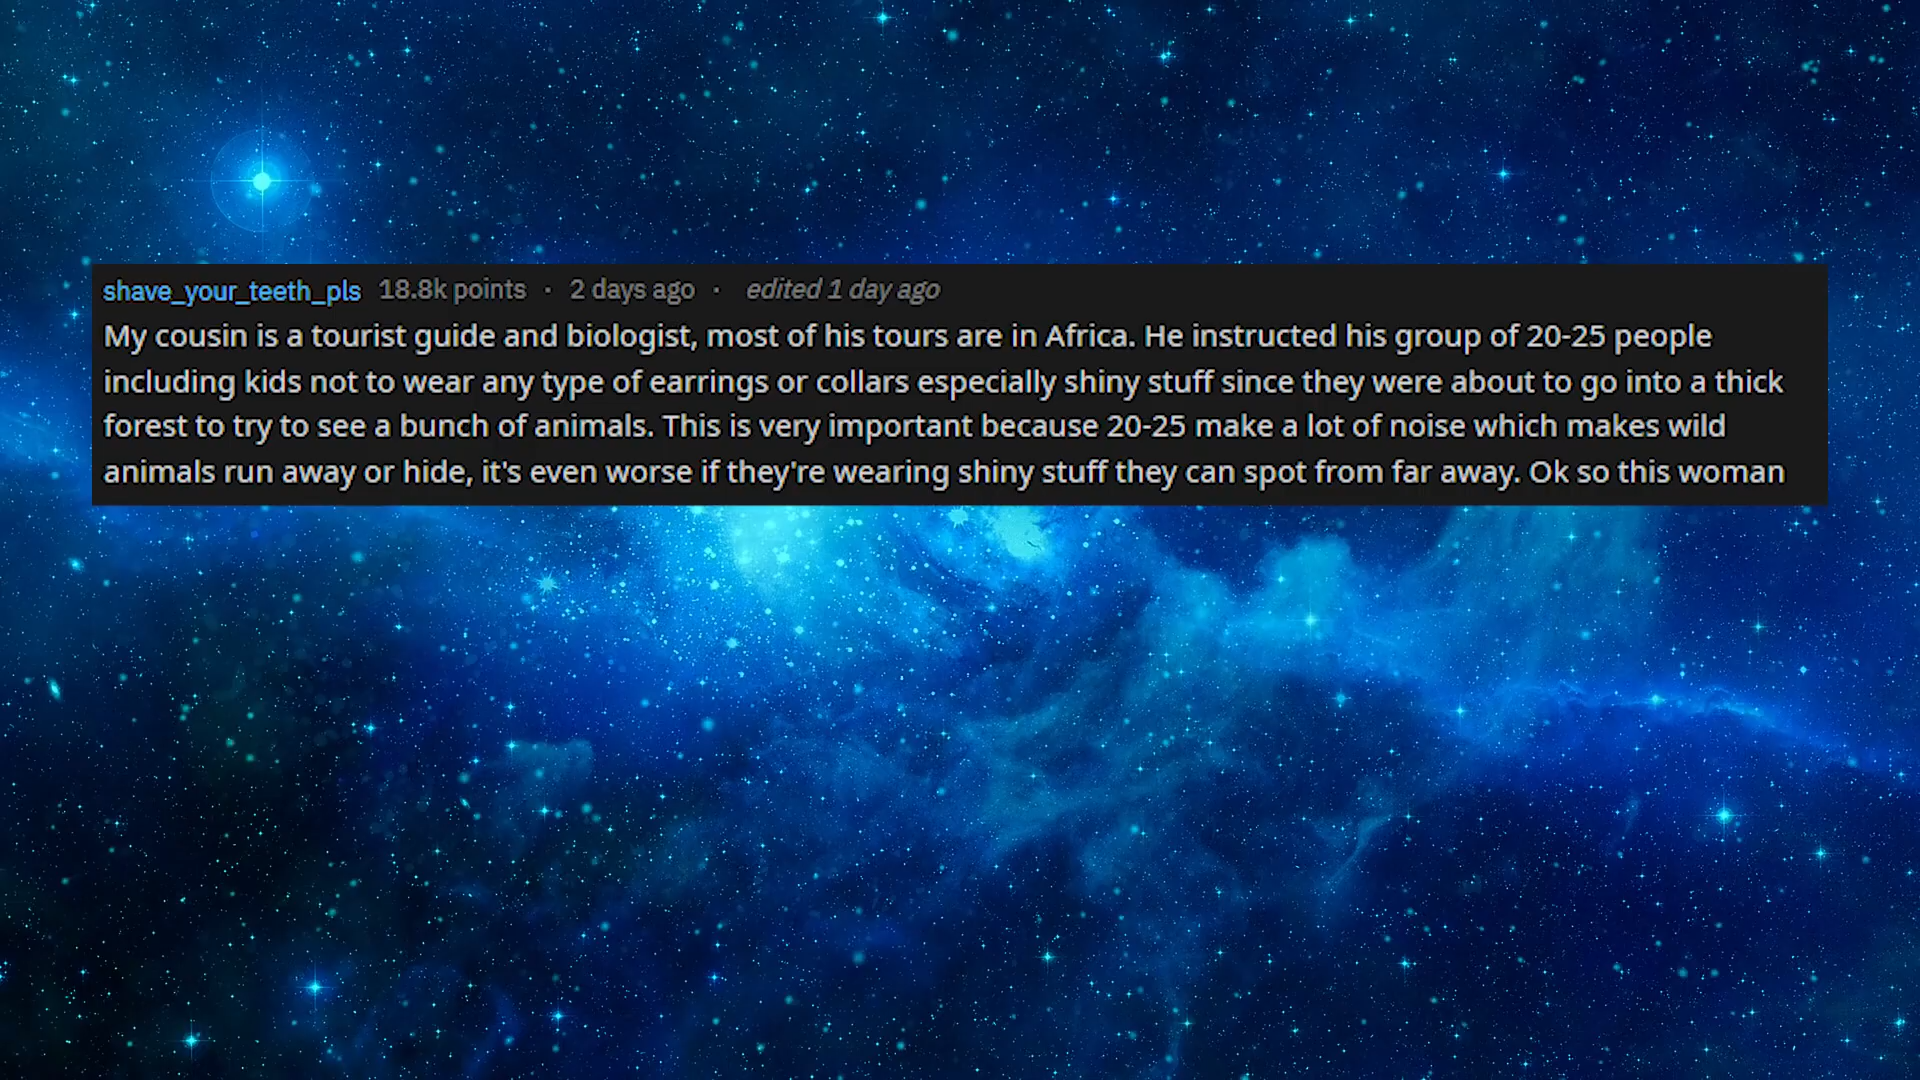 shave_your_teeth_pls 18.8k points · 2 days ago · edited 1 day ago
My cousin is a tourist guide and biologist, most of his tours are in Africa. He instructed his group of 20-25 people
including kids not to wear any type of earrings or collars especially shiny stuff since they were about to go into a thick
forest to try to see a bunch of animals. This is very important because 20-25 make a lot of noise which makes wild
animals run away or hide, it's even worse if they're wearing shiny stuff they can spot from far away. Ok so this woman